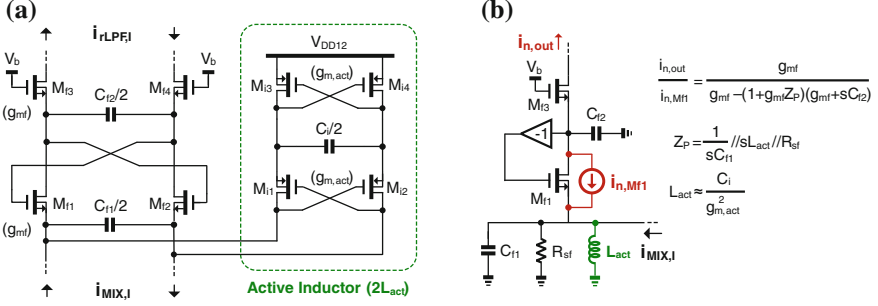 (a)
i_rLPF,I
V_b
V_b
M_f3
M_f4
(g_mf)
C_f2/2
M_f1
M_f2
(g_mf)
C_f1/2
i_MIX,I
V_DD12
(g_m,act)
M_i3
M_i4
C_i/2
(g_m,act)
M_i1
M_i2
Active Inductor (2L_act)
(b)
i_n,out
V_b
M_f3
C_f2
-1
M_f1
i_n,Mf1
C_f1
R_sf
L_act
i_MIX,I
i_n,out / i_n,Mf1 = g_mf / g_mf −(1+g_mf Z_P)(g_mf+sC_f2)
Z_P = 1 / sC_f1 //sL_act//R_sf
L_act ≈ C_i / g_m,act^2